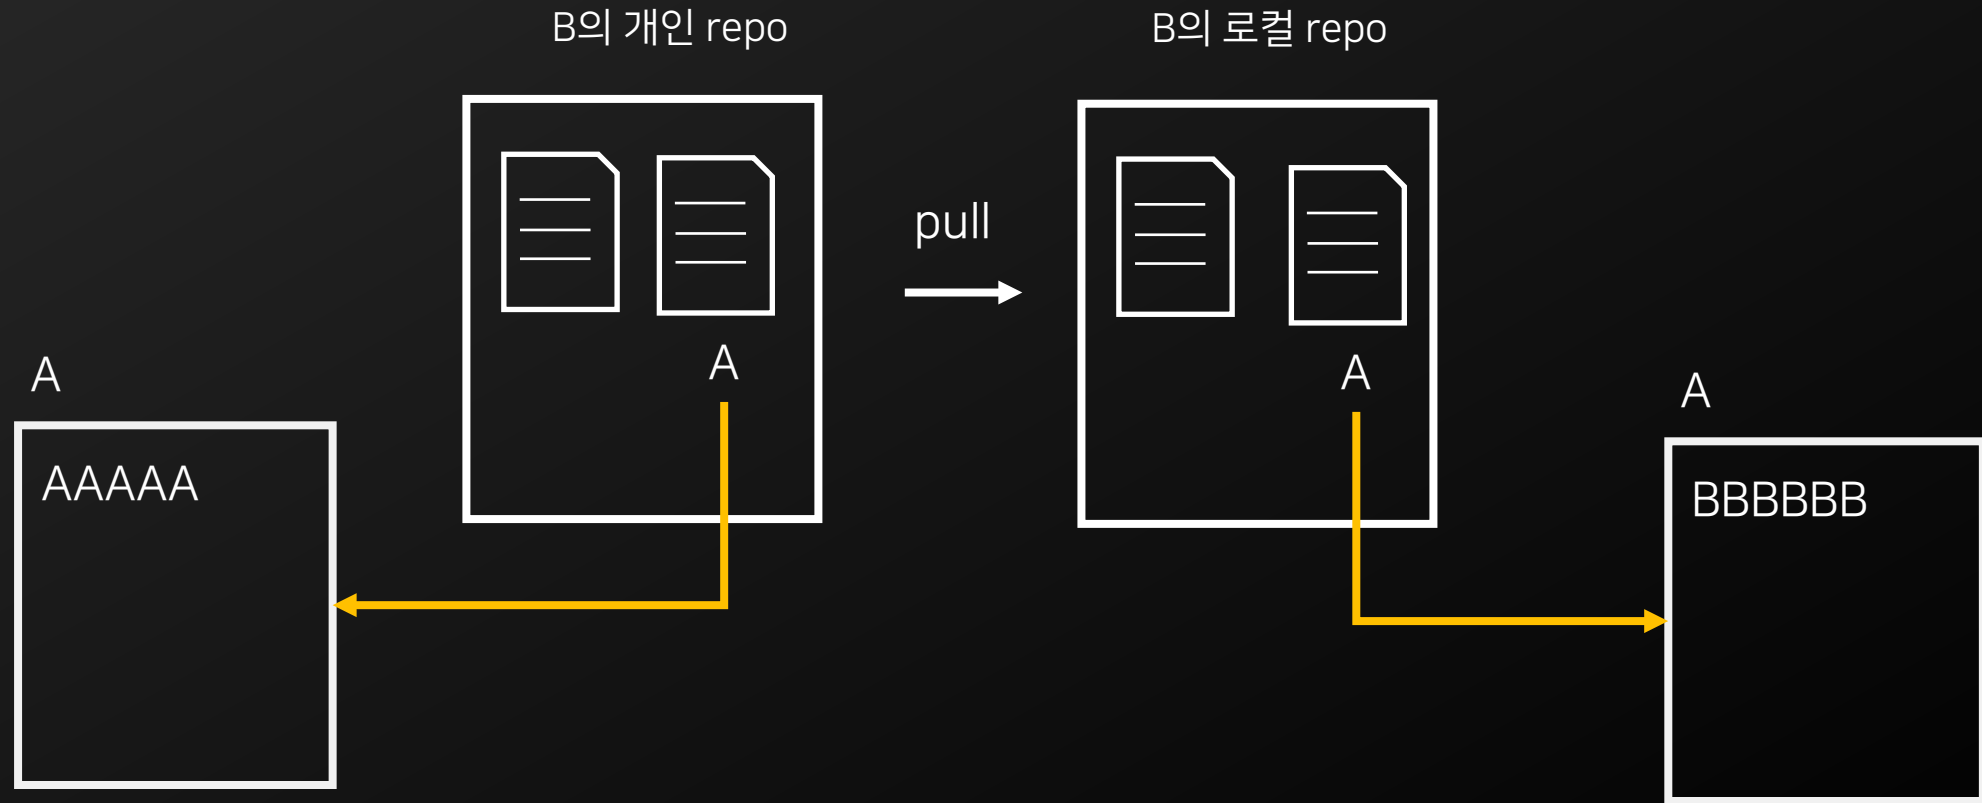 B의 개인 repo
B의 로컬 repo
pull
A
A
A
A
AAAAA
BBBBBB